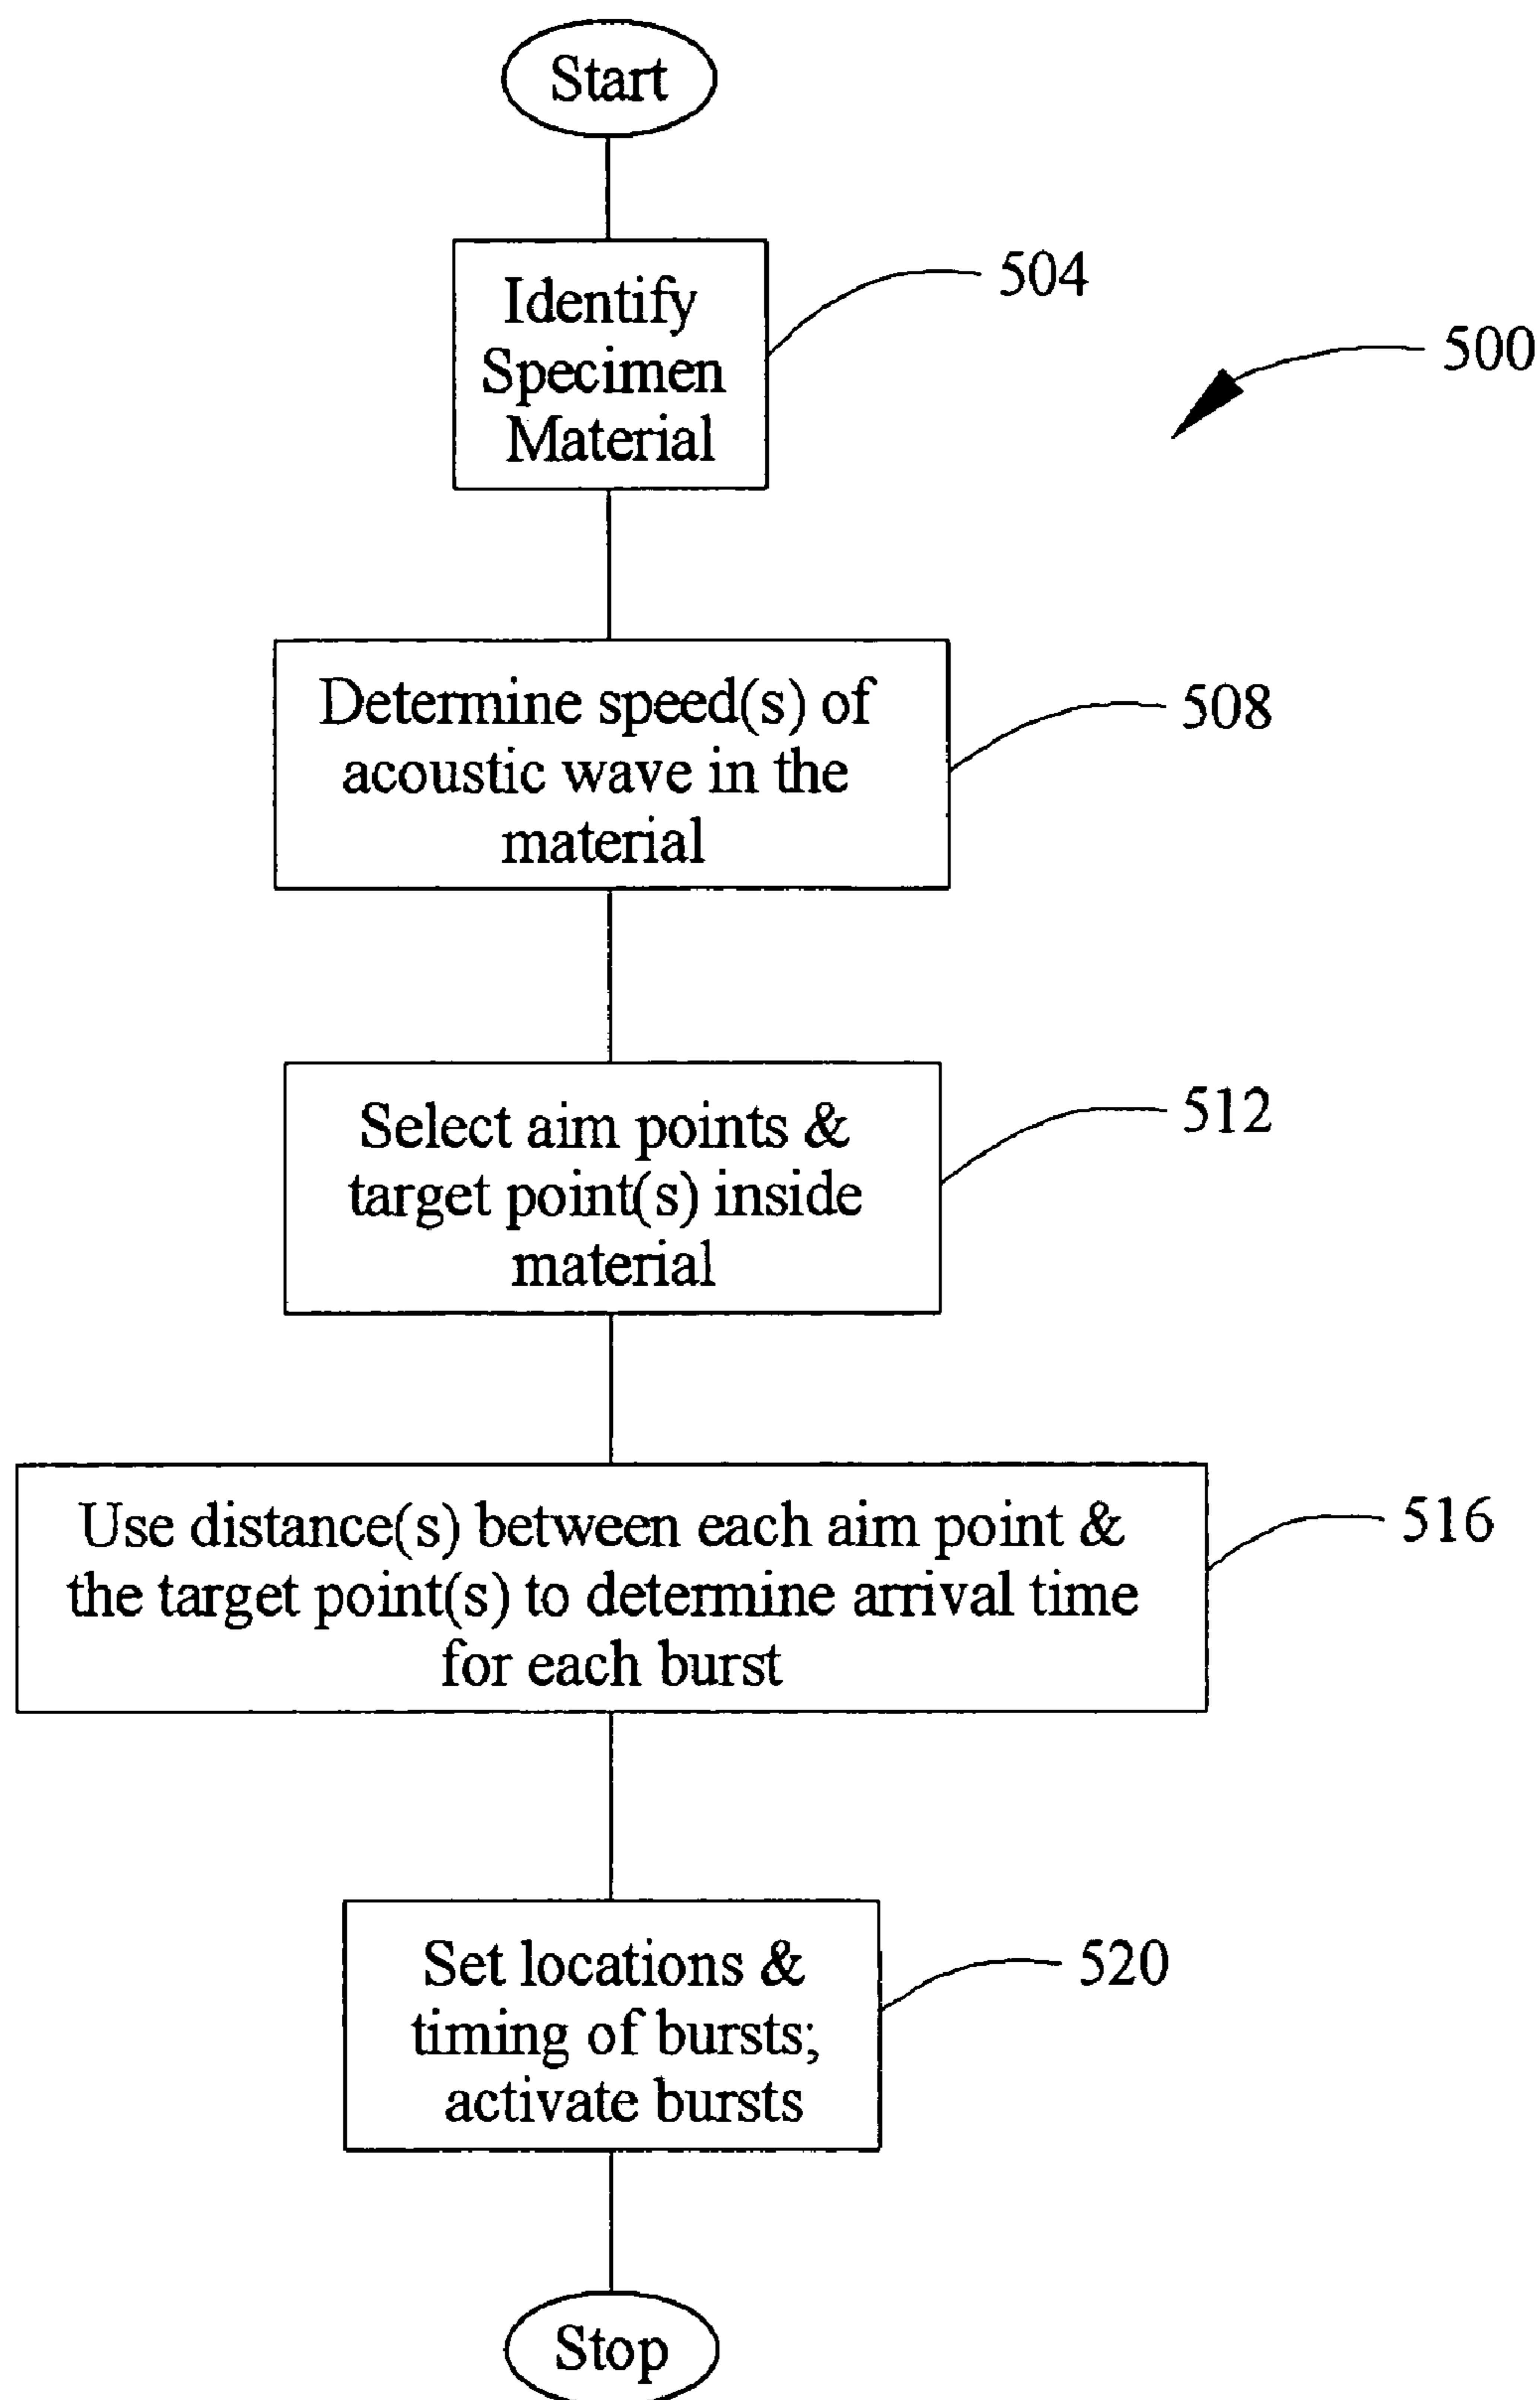 Start
Identify
Specimen
Material
504
500
Determine speed(s) of
acoustic wave in the
material
508
Select aim points &
target point(s) inside
material
512
Use distance(s) between each aim point &
the target point(s) to determine arrival time
for each burst
516
Set locations &
timing of bursts;
activate bursts
520
Stop